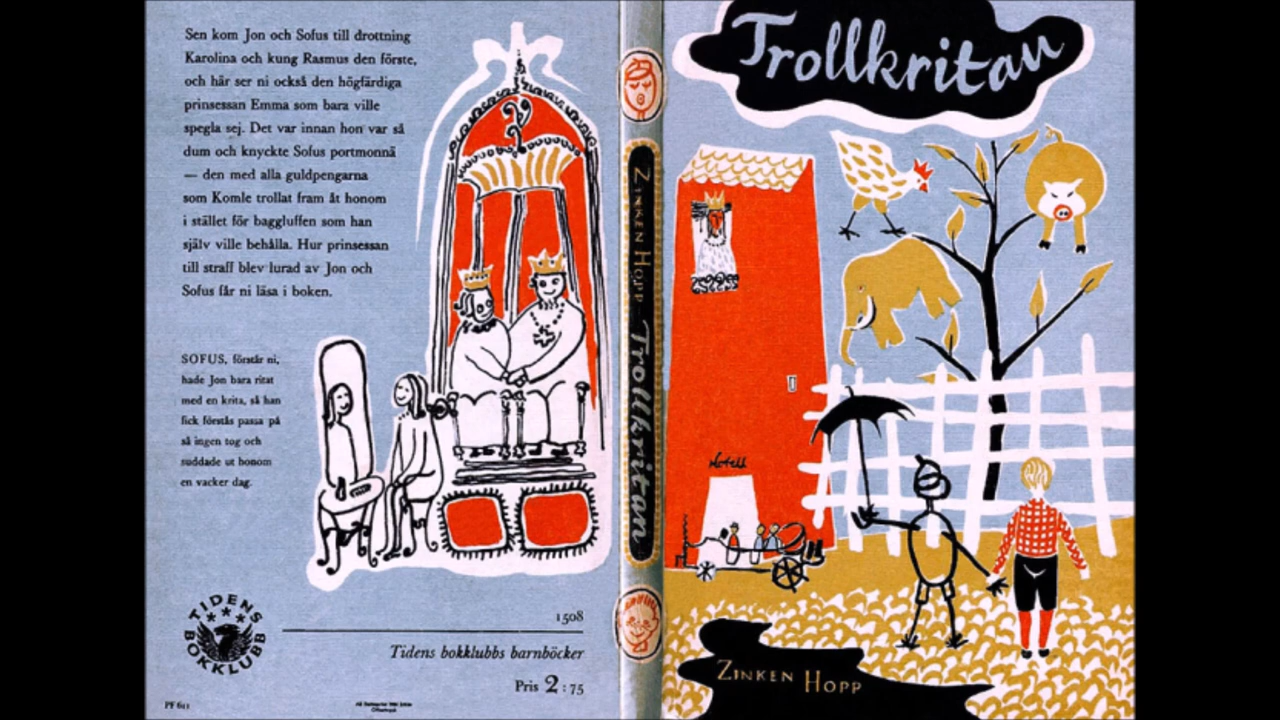 Sen kom Jon och Sofus till drottning
Karolina och kung Rasmus den förste,
och här ser ni också den högfärdiga
prinsessan Emma som bara ville
spegla sej. Det var innan hon var så
dum och knyckte Sofus portmonnä
— den med alla guldpengarna
som Komle trollat fram åt honom
i stället för baggluffen som han
själv ville behålla. Hur prinsessan
till straff blev lurad av Jon och
Sofus får ni läsa i boken.
SOFUS, förstår ni,
hade Jon bara ritat
med en krita, så han
fick förstås passa på
så ingen tog och
suddade ut honom
en vacker dag.
TIDENS
BOKKLUBB
1508
Tidens bokklubbs barnböcker
Pris 2:75
PF 611
ZINKEN HOPP Trollkritan
Trollkritan
Hotell
ZINKEN HOPP